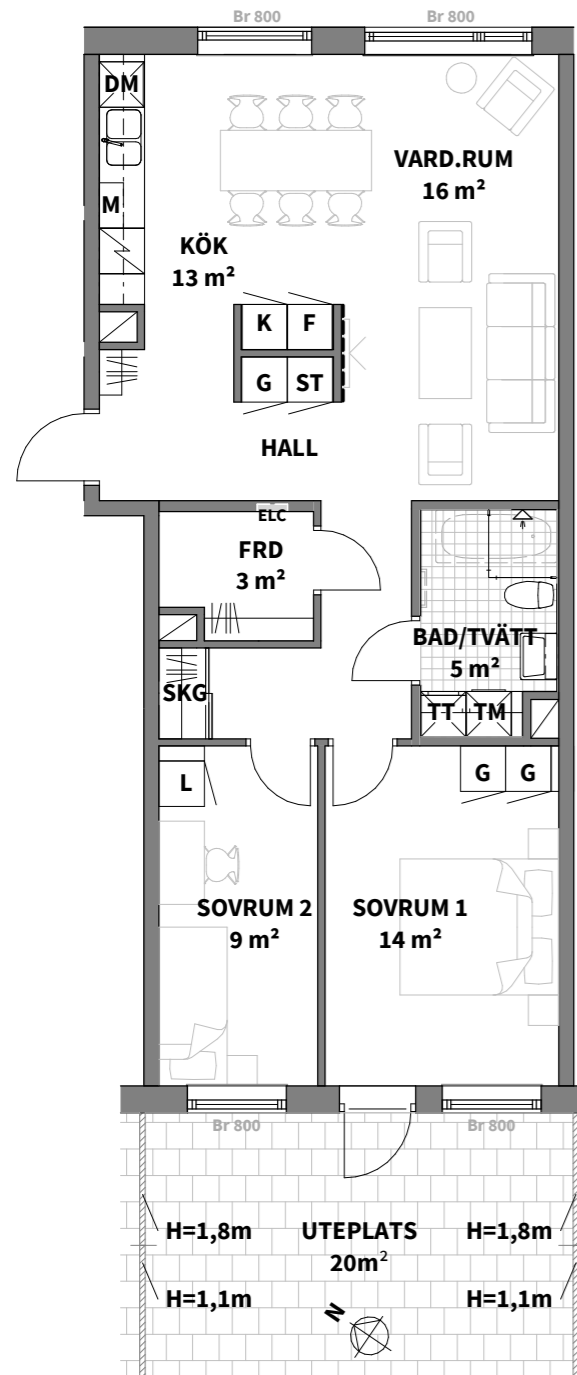 Br 800
Br 800
DM
VARD.RUM
16 m²
M
KÖK
13 m²
K
F
G
ST
HALL
ELC
FRD
3 m²
BAD/TVÄTT
5 m²
SKG
TT
TM
L
G
G
SOVRUM 2
9 m²
SOVRUM 1
14 m²
Br 800
Br 800
H=1,8m
UTEPLATS
20m²
H=1,8m
H=1,1m
H=1,1m
N